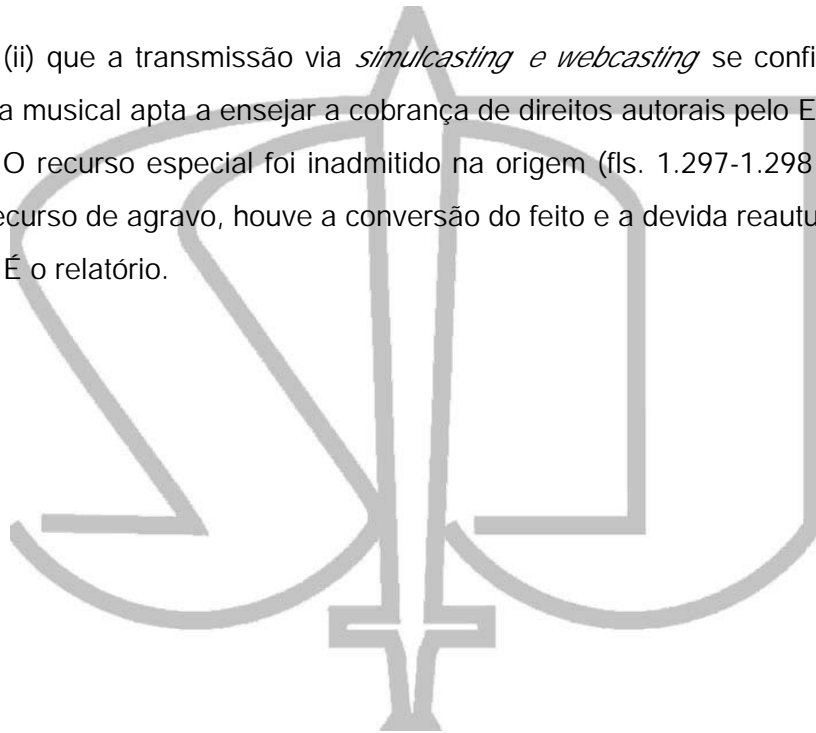 (ii) que a transmissão via simulcasting e webcasting se confi
a musical apta a ensejar a cobrança de direitos autorais pelo E
O recurso especial foi inadmitido na origem (fls. 1.297-1.298
ecurso de agravo, houve a conversão do feito e a devida reautu
É o relatório.